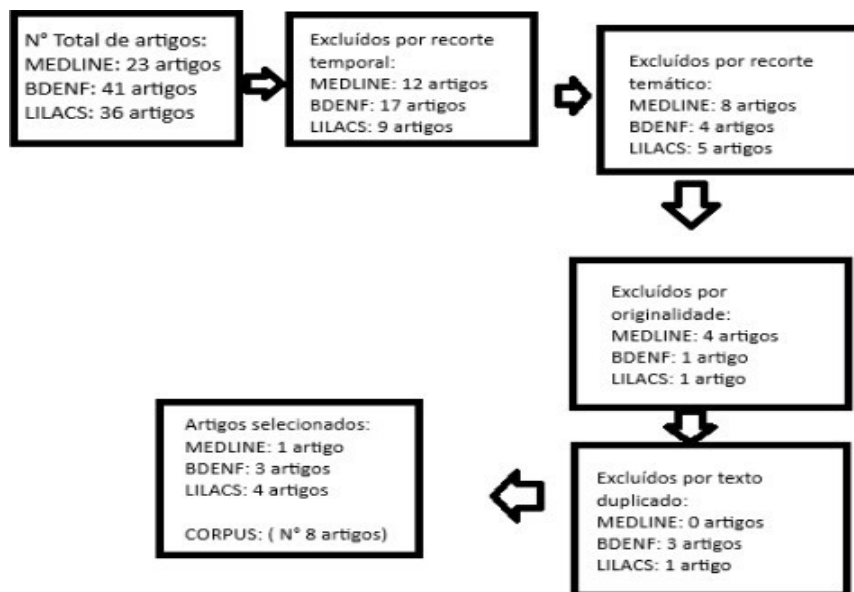 N° Total de artigos:
MEDLINE: 23 artigos
BDENF: 41 artigos
LILACS: 36 artigos
Excluídos por recorte
temporal:
MEDLINE: 12 artigos
BDENF: 17 artigos
LILACS: 9 artigos
Excluídos por recorte
temático:
MEDLINE: 8 artigos
BDENF: 4 artigos
LILACS: 5 artigos
Excluídos por
originalidade:
MEDLINE: 4 artigos
BDENF: 1 artigo
LILACS: 1 artigo
Excluídos por texto
duplicado:
MEDLINE: 0 artigos
BDENF: 3 artigos
LILACS: 1 artigo
Artigos selecionados:
MEDLINE: 1 artigo
BDENF: 3 artigos
LILACS: 4 artigos
CORPUS: ( N° 8 artigos)